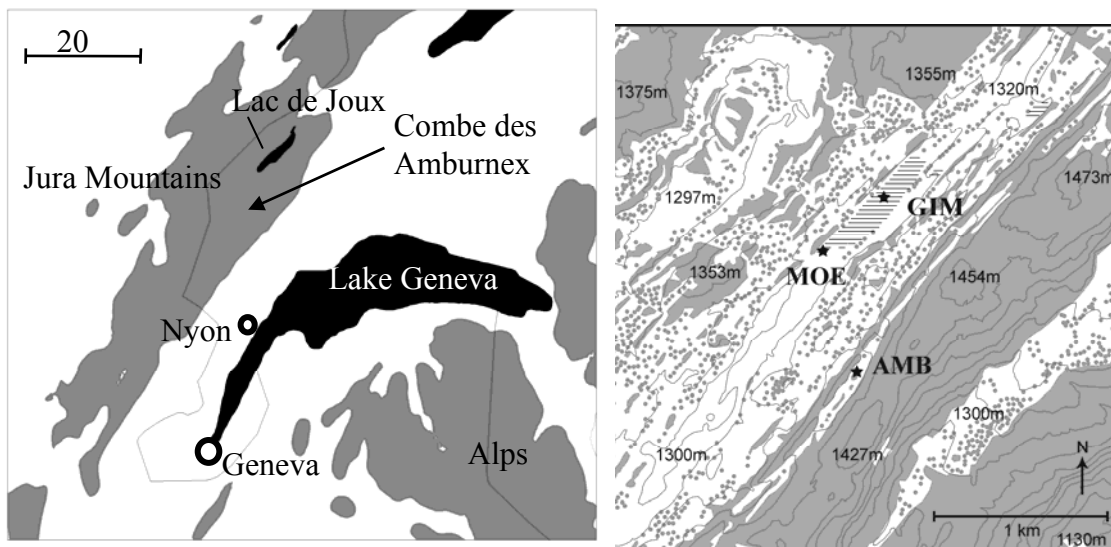 20
Lac de Joux
Combe des
Amburnex
Jura Mountains
Lake Geneva
Nyon
Geneva
Alps
1355m
1375m
1320m
1473m
GIM
1297m
MOE
1353m
1454m
AMB
1300m
1300m
1427m
N
1 km
1130m